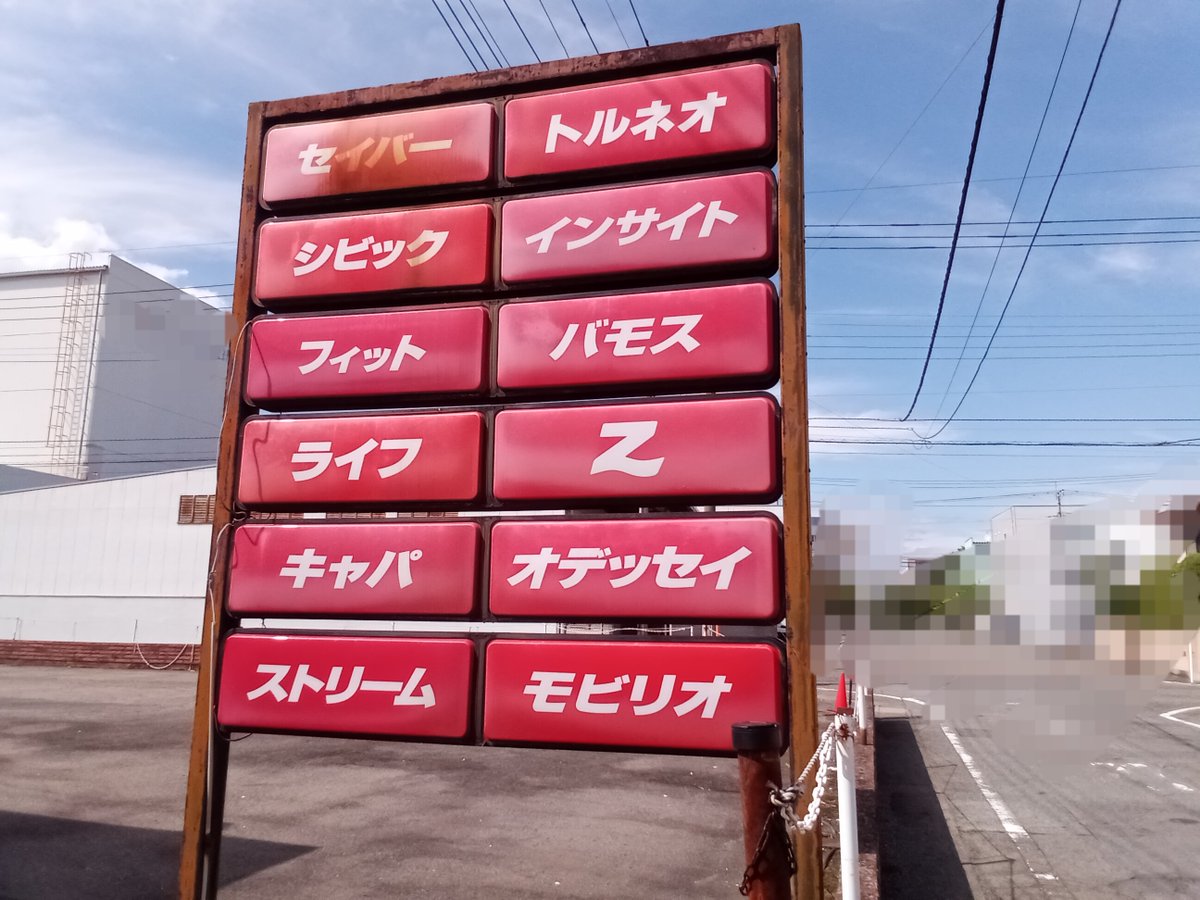 セイバー
トルネオ
シビック
インサイト
フィット
バモス
ライフ
Z
キャパ
オデッセイ
ストリーム
モビリオ